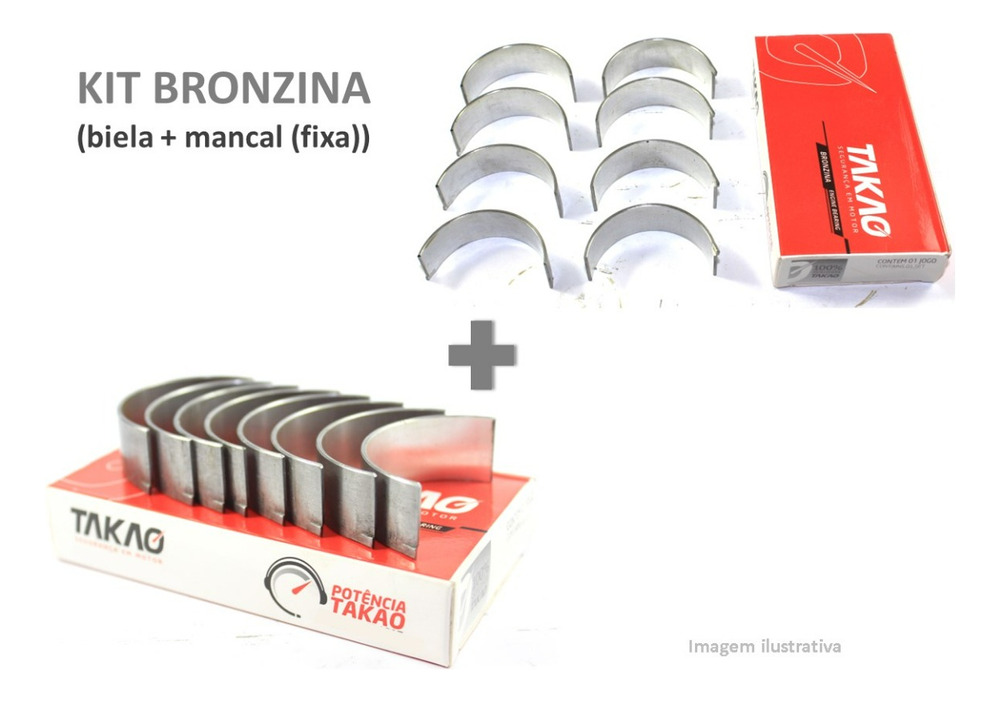 KIT BRONZINA
(biela + mancal (fixa))
TAKAO
SEGURANÇA EM MOTOR
BRONZINA ENGINE BEARING
CONTEM 01 JOGO
100%
TAKAO
TAKAO
SEGURANÇA EM MOTOR
POTÊNCIA
TAKAO
Imagem ilustrativa